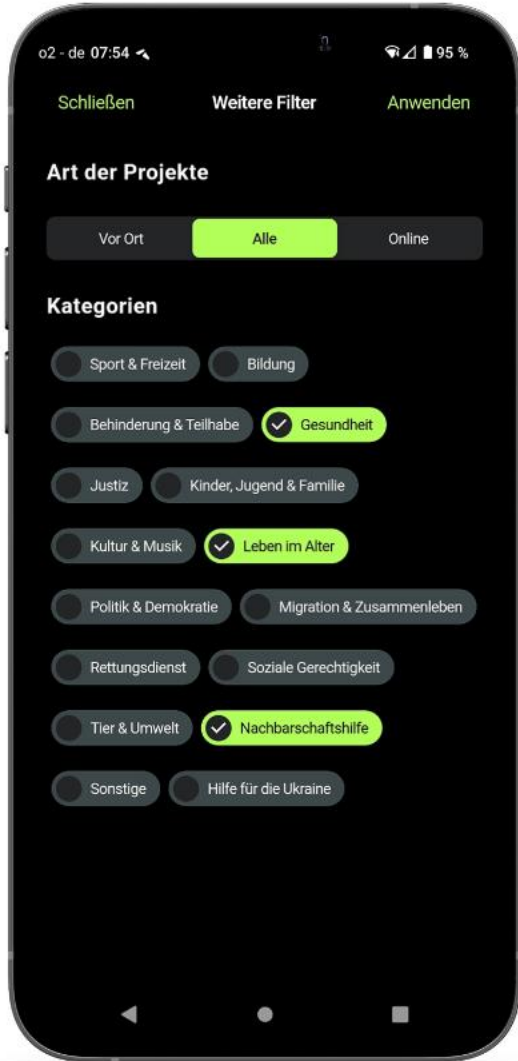 o2 - de 07:54 95 %
Schließen Weitere Filter Anwenden
Art der Projekte
Vor Ort Alle Online
Kategorien
Sport & Freizeit Bildung
Behinderung & Teilhabe Gesundheit
Justiz Kinder, Jugend & Familie
Kultur & Musik Leben im Alter
Politik & Demokratie Migration & Zusammenleben
Rettungsdienst Soziale Gerechtigkeit
Tier & Umwelt Nachbarschaftshilfe
Sonstige Hilfe für die Ukraine